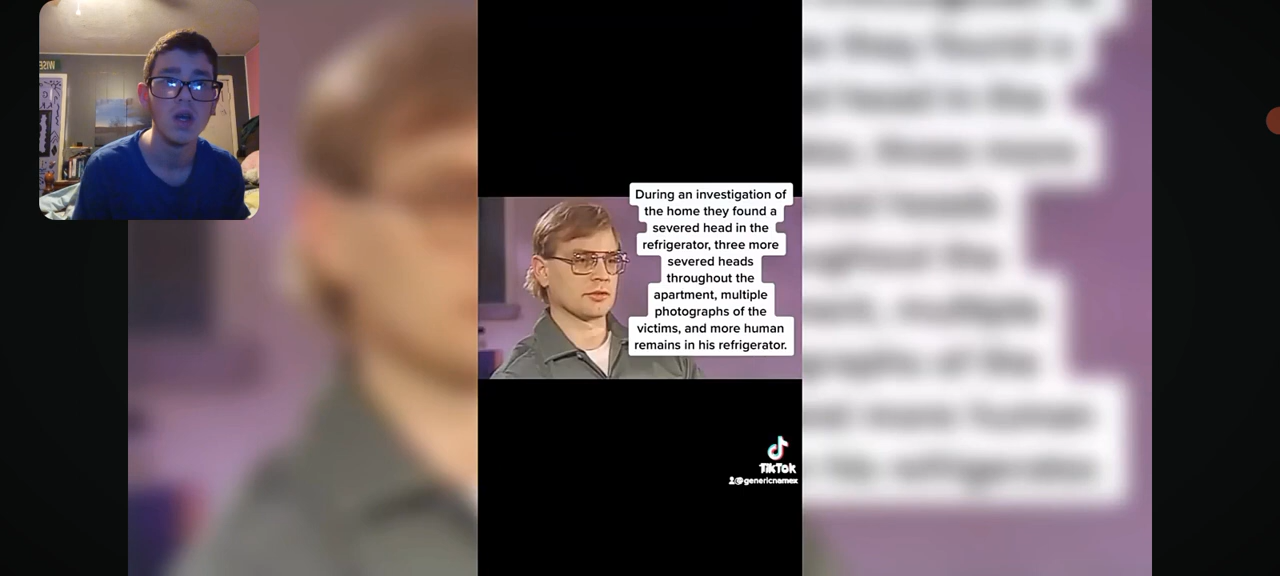 During an investigation of
the home they found a
severed head in the
refrigerator, three more
severed heads
throughout the
apartment, multiple
photographs of the
victims, and more human
remains in his refrigerator.
TikTok
@genericnamex